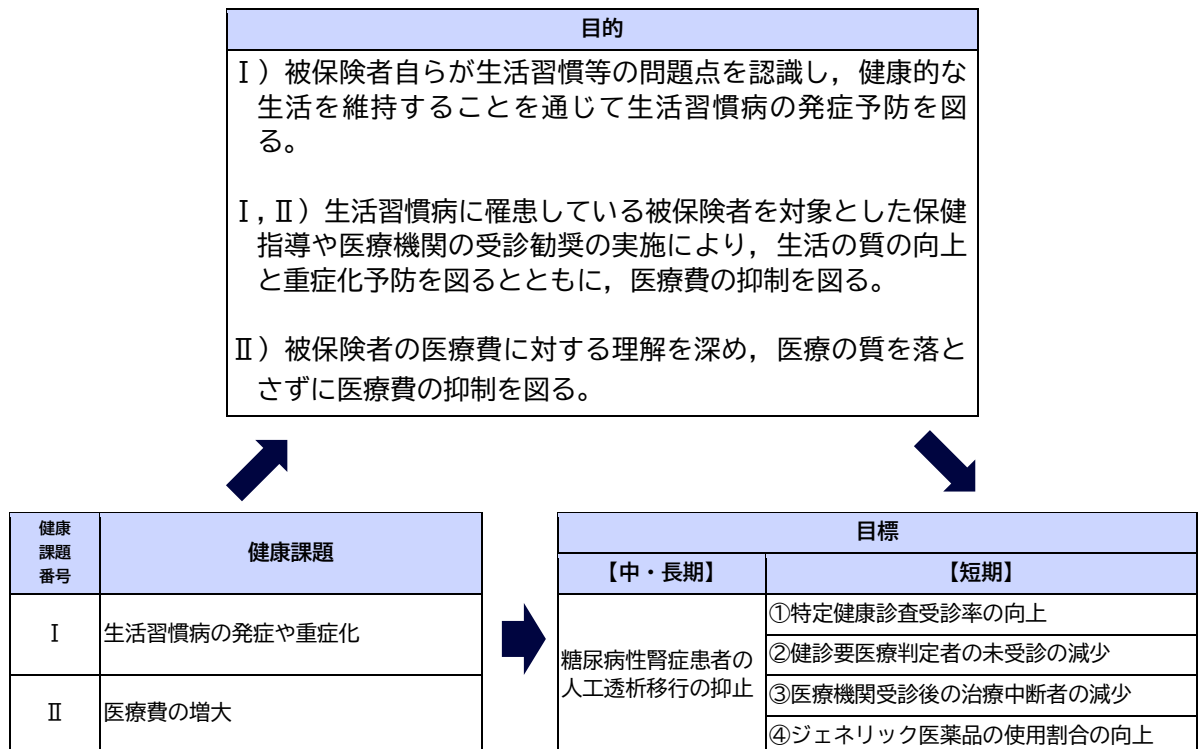 目的
Ⅰ）被保険者自らが生活習慣等の問題点を認識し，健康的な
生活を維持することを通じて生活習慣病の発症予防を図
る。
Ⅰ，Ⅱ）生活習慣病に罹患している被保険者を対象とした保健
指導や医療機関の受診勧奨の実施により，生活の質の向上
と重症化予防を図るとともに，医療費の抑制を図る。
Ⅱ）被保険者の医療費に対する理解を深め，医療の質を落と
さずに医療費の抑制を図る。
健康
課題
番号
健康課題
Ⅰ
生活習慣病の発症や重症化
Ⅱ
医療費の増大
目標
【中・長期】
【短期】
糖尿病性腎症患者の
人工透析移行の抑止
①特定健康診査受診率の向上
②健診要医療判定者の未受診の減少
③医療機関受診後の治療中断者の減少
④ジェネリック医薬品の使用割合の向上